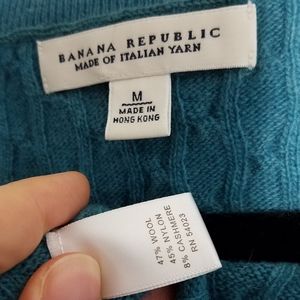 BANANA REPUBLIC
MADE OF ITALIAN YARN
M
MADE IN
HONG KONG
47% WOOL
45% NYLON
8% CASHMERE
RN 54023